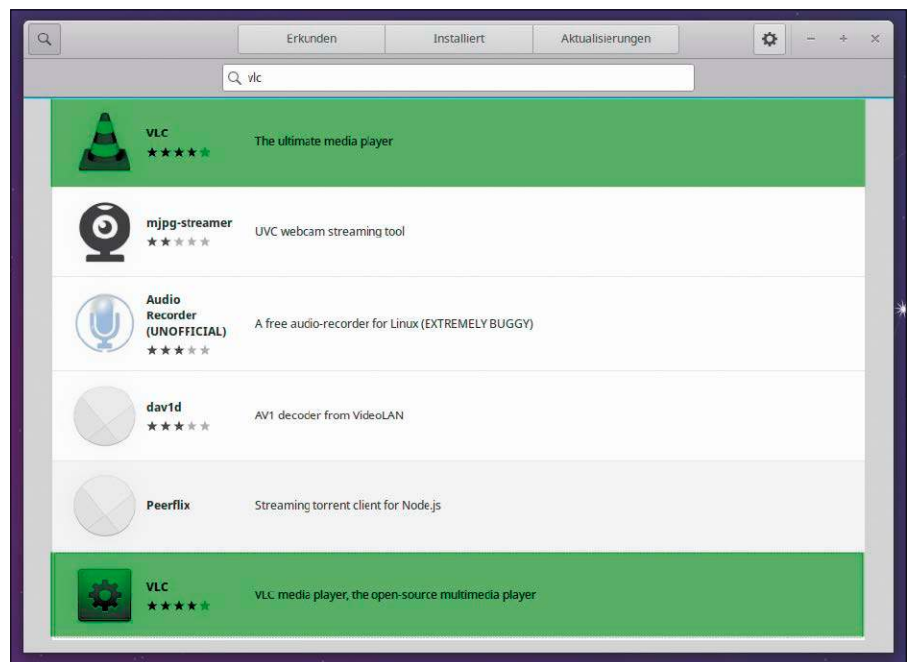 Erkunden Installiert Aktualisierungen
vlc
VLC
The ultimate media player
mjpg-streamer
UVC webcam streaming tool
Audio
Recorder
(UNOFFICIAL)
A free audio-recorder for Linux (EXTREMELY BUGGY)
dav1d
AV1 decoder from VideoLAN
Peerflix
Streaming torrent client for Node.js
VLC
VLC media player, the open-source multimedia player